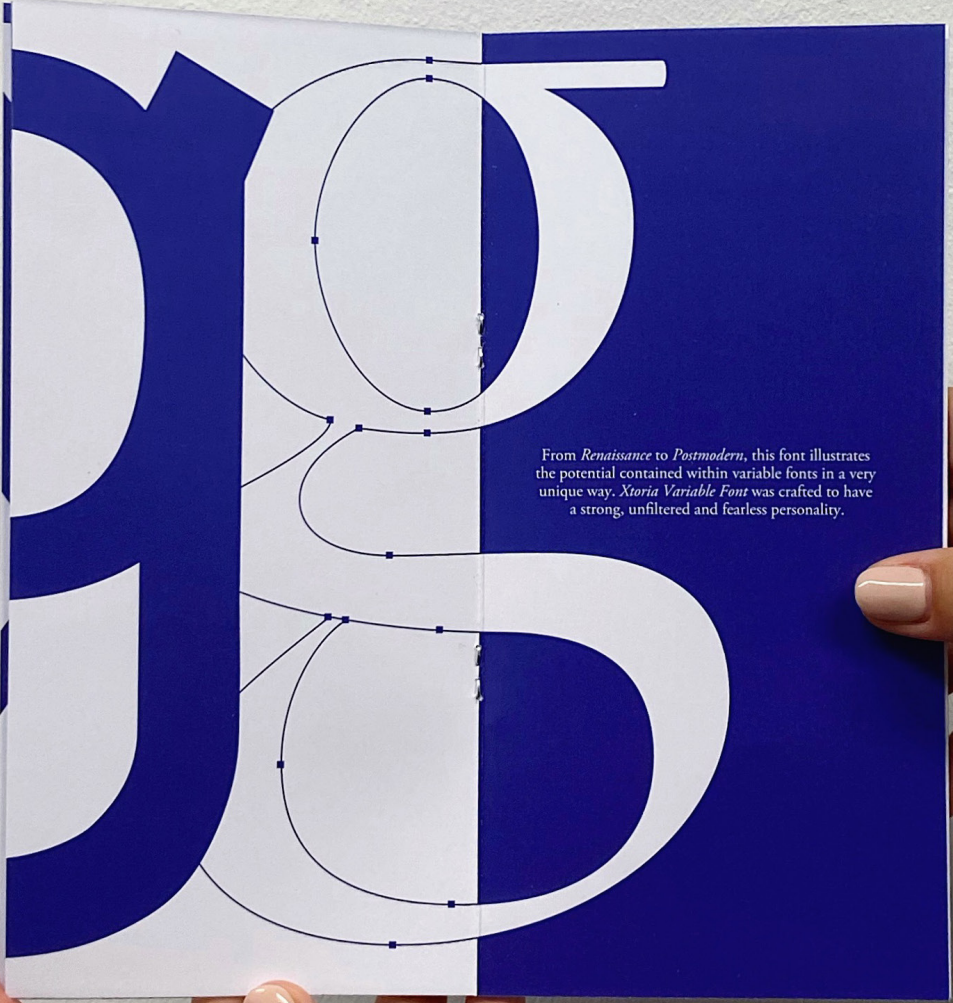 g
g
From Renaissance to Postmodern, this font illustrates
the potential contained within variable fonts in a very
unique way. Xtoria Variable Font was crafted to have
a strong, unfiltered and fearless personality.